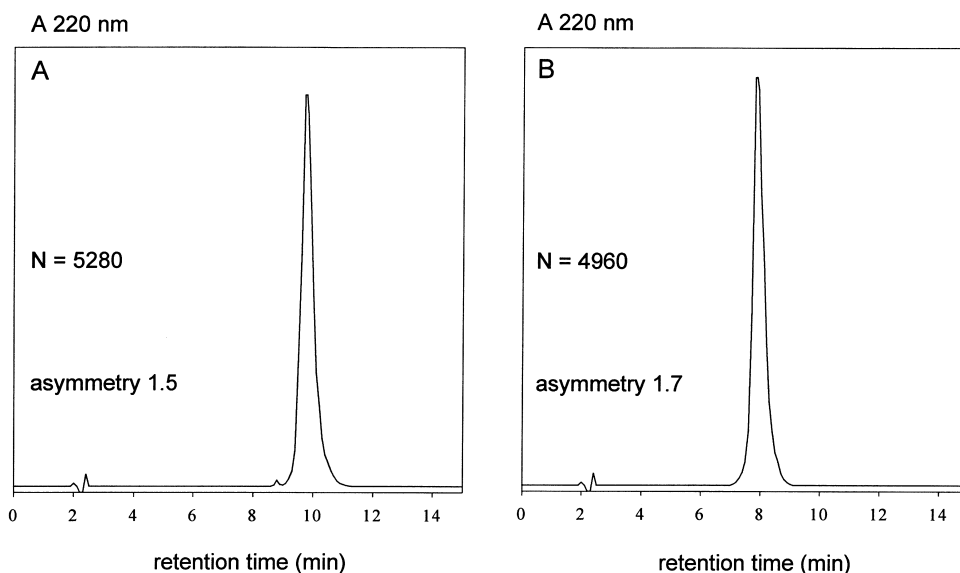 A 220 nm
A
N = 5280
asymmetry 1.5
0 2 4 6 8 10 12 14
retention time (min)
A 220 nm
B
N = 4960
asymmetry 1.7
0 2 4 6 8 10 12 14
retention time (min)